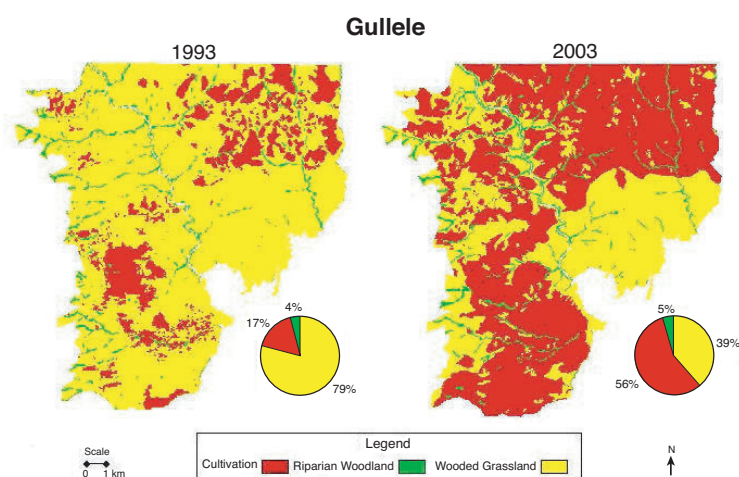 Gullele
1993
2003
4%
17%
79%
5%
39%
56%
Scale
0 1 km
Legend
Cultivation Riparian Woodland Wooded Grassland
N